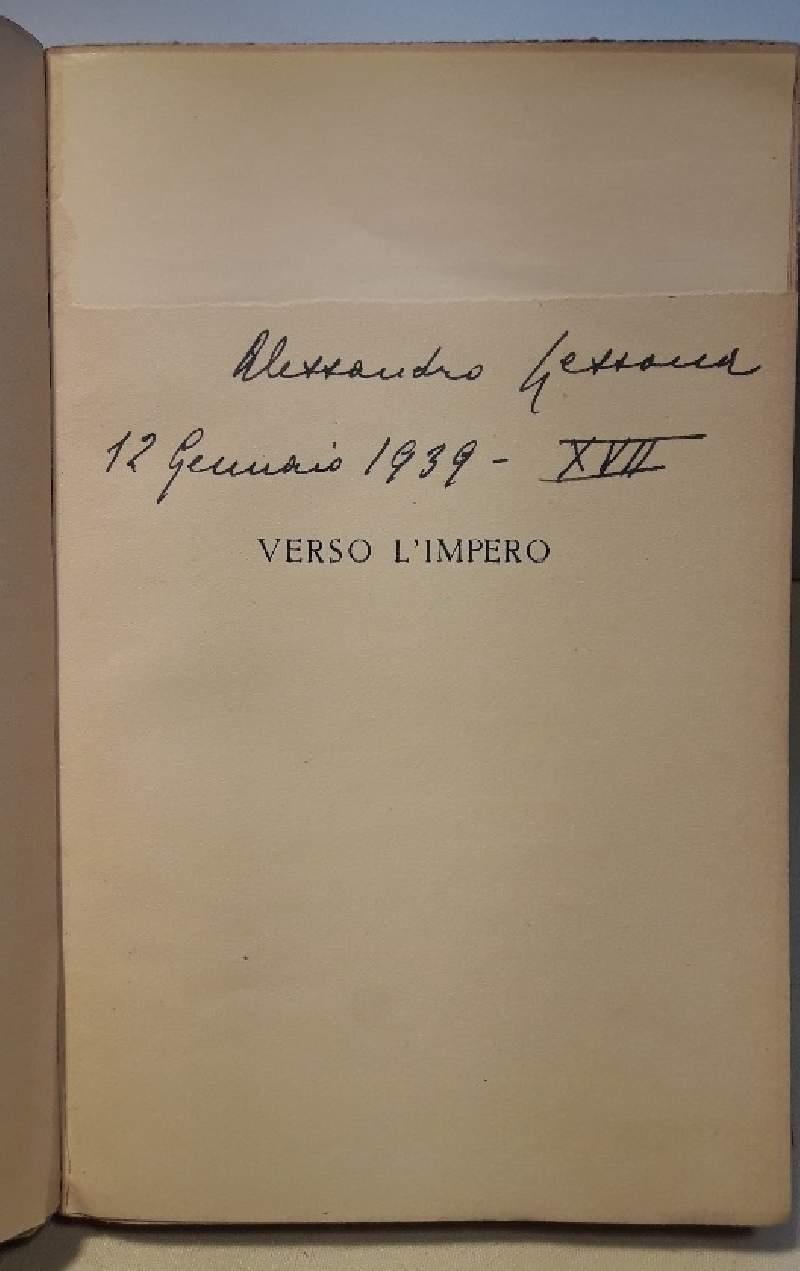 Alessandro Lessona
12 Gennaio 1939 - XVII
VERSO L'IMPERO